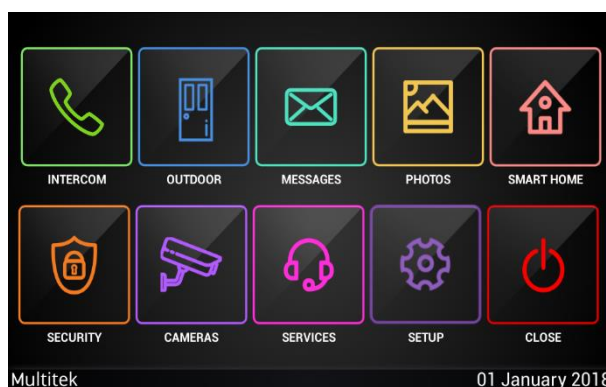 INTERCOM OUTDOOR MESSAGES PHOTOS SMART HOME
SECURITY CAMERAS SERVICES SETUP CLOSE
Multitek 01 January 2018